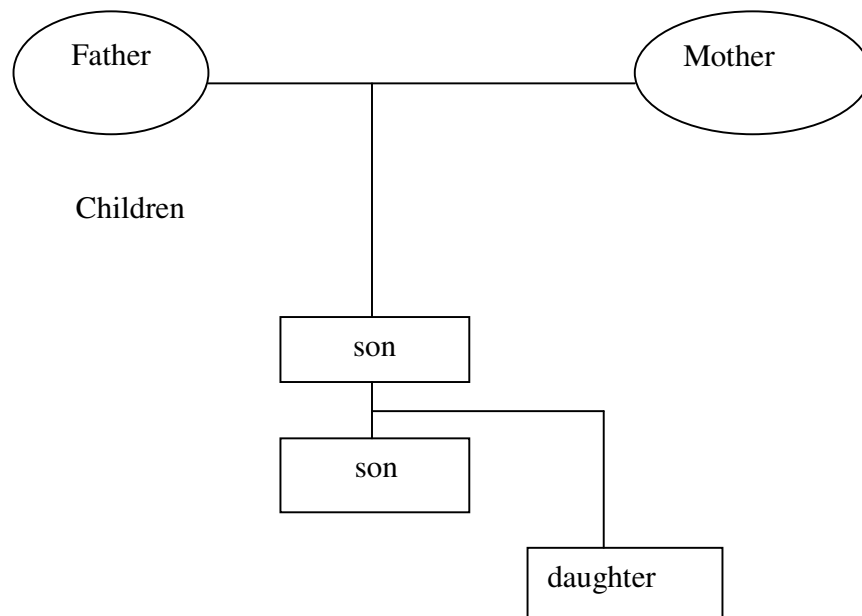 Father
Mother
Children
son
son
daughter